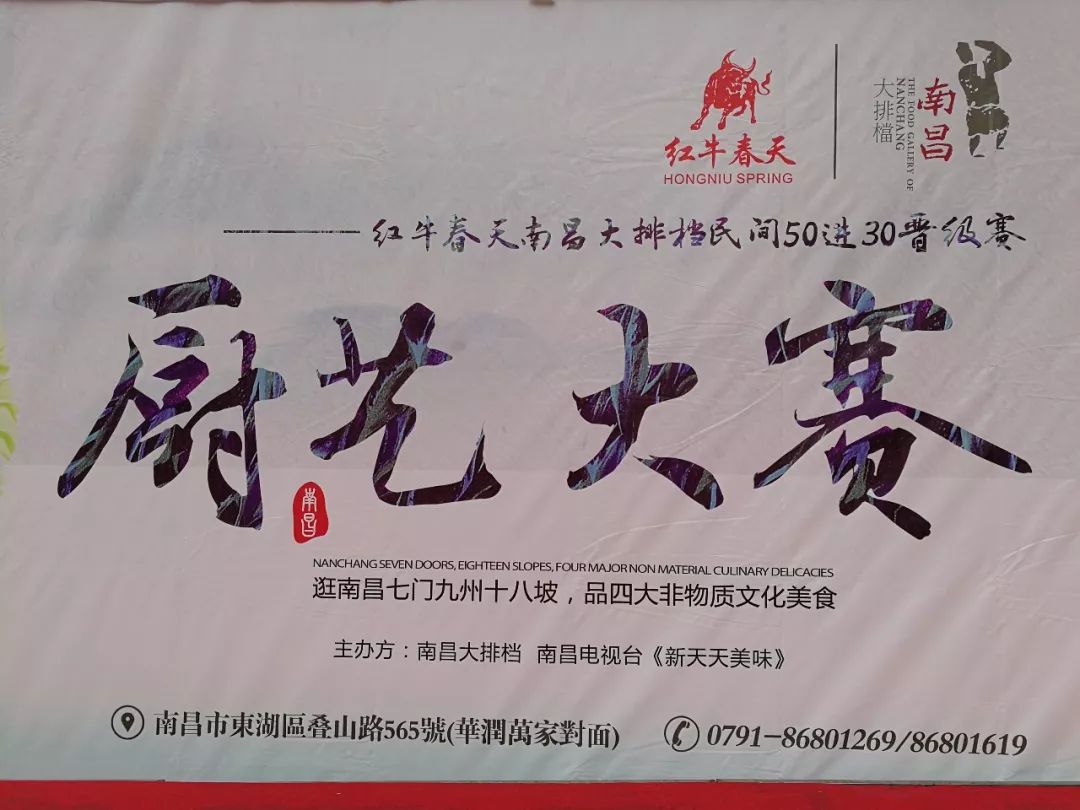 红牛春天
HONGNIU SPRING
南昌
THE FOOD GALLERY OF
NANCHANG
大排檔
红牛春天南昌大排档民间50进30晋级赛
厨艺大赛
南昌
NANCHANG SEVEN DOORS, EIGHTEEN SLOPES, FOUR MAJOR NON MATERIAL CULINARY DELICACIES
逛南昌七门九州十八坡，品四大非物质文化美食
主办方：南昌大排档 南昌电视台《新天天美味》
南昌市東湖區叠山路565號(華潤萬家對面)
0791-86801269/86801619